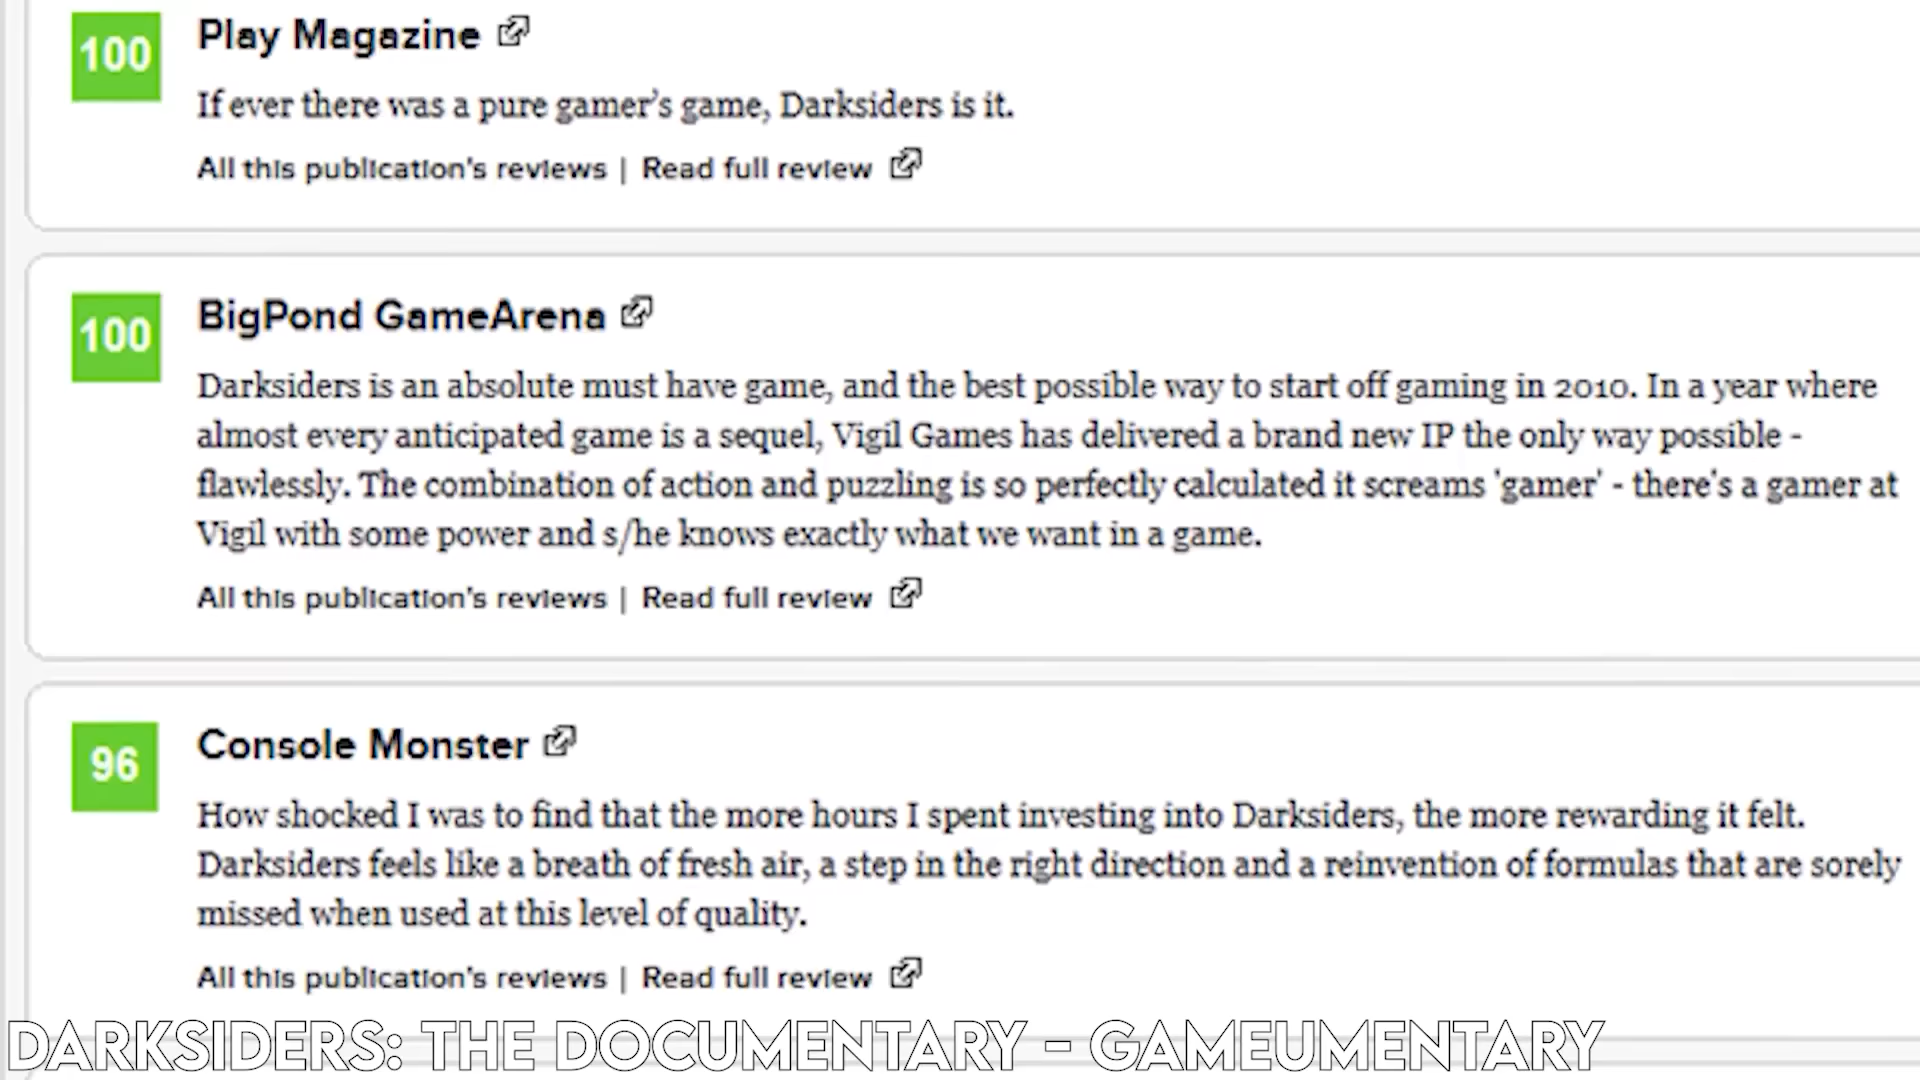 100
Play Magazine
If ever there was a pure gamer's game, Darksiders is it.
All this publication's reviews | Read full review
100
BigPond GameArena
Darksiders is an absolute must have game, and the best possible way to start off gaming in 2010. In a year where
almost every anticipated game is a sequel, Vigil Games has delivered a brand new IP the only way possible -
flawlessly. The combination of action and puzzling is so perfectly calculated it screams 'gamer' - there's a gamer at
Vigil with some power and s/he knows exactly what we want in a game.
All this publication's reviews | Read full review
96
Console Monster
How shocked I was to find that the more hours I spent investing into Darksiders, the more rewarding it felt.
Darksiders feels like a breath of fresh air, a step in the right direction and a reinvention of formulas that are sorely
missed when used at this level of quality.
All this publication's reviews | Read full review
DARKSIDERS: THE DOCUMENTARY - GAMEUMENTARY